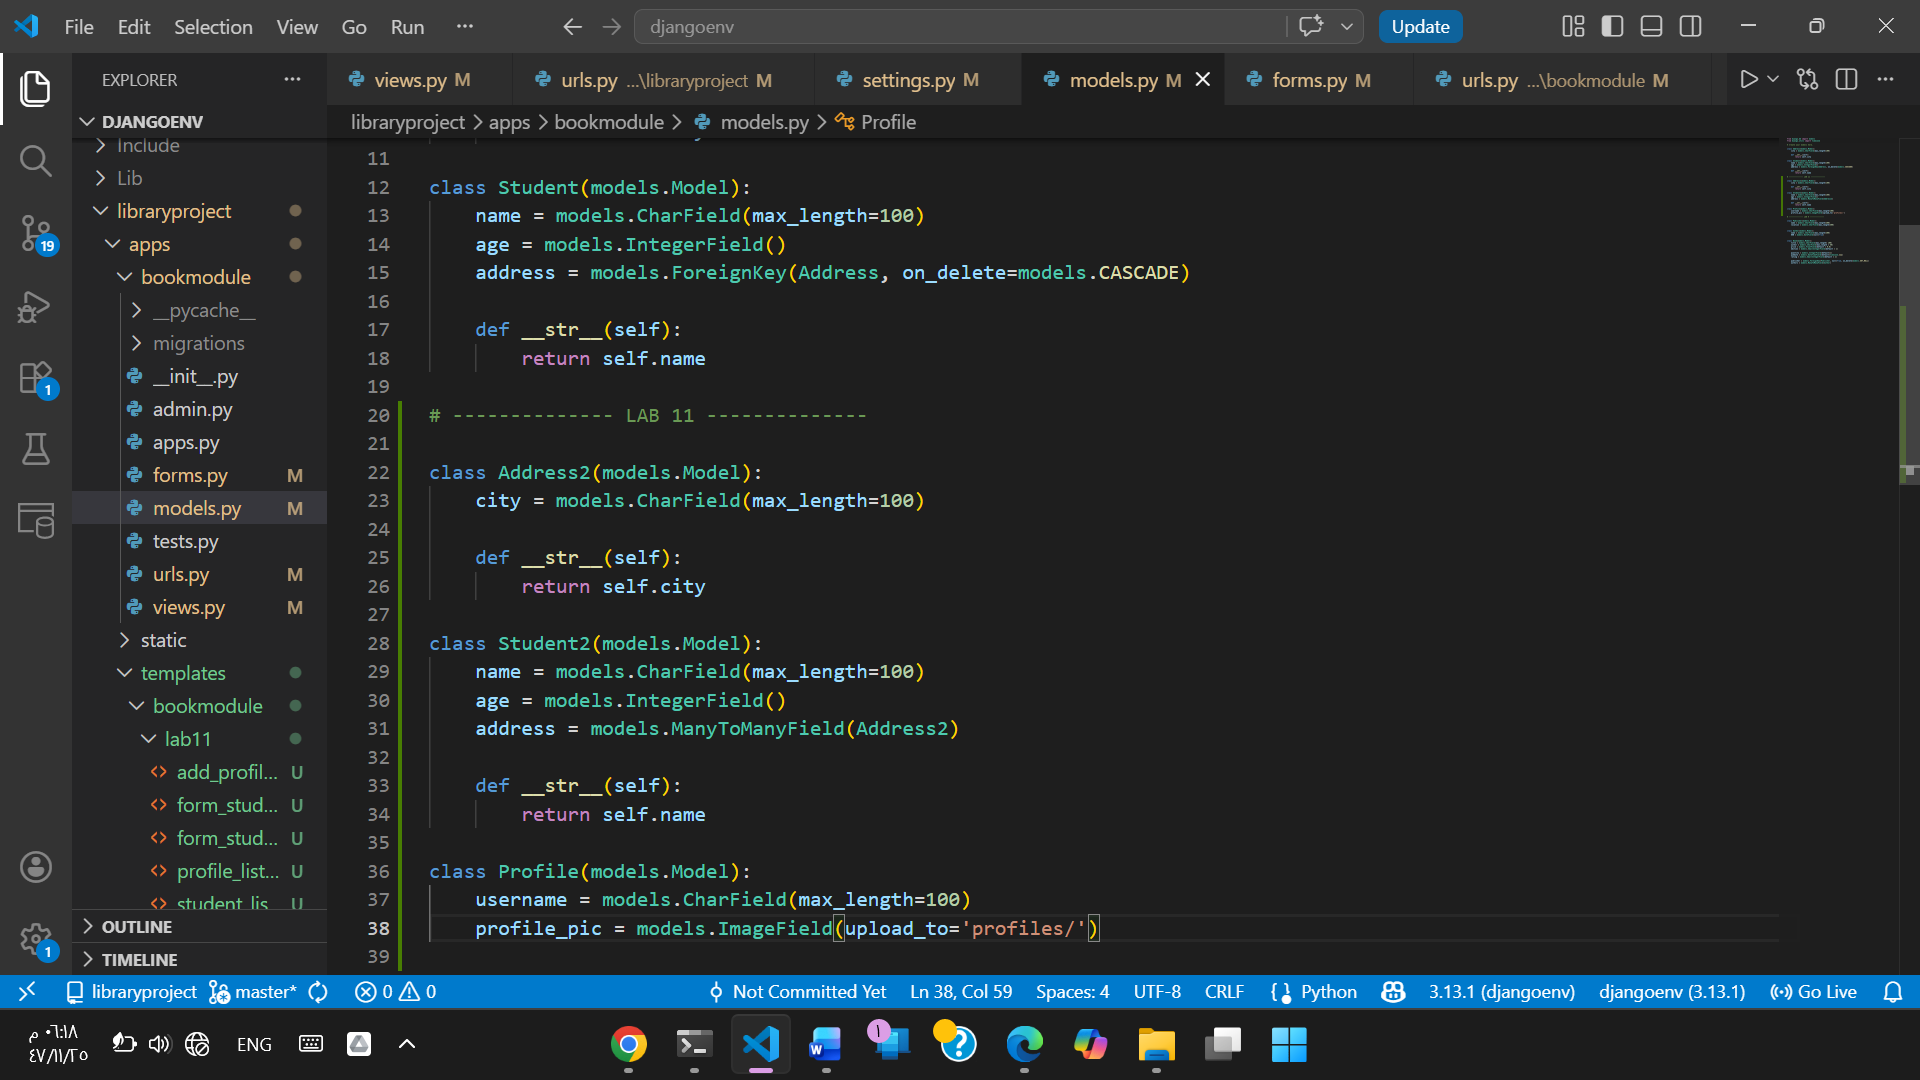 File Edit Selection View Go Run ···
djangoenv
Update
EXPLORER ···
views.py M
urls.py ...\libraryproject M
settings.py M
models.py M
forms.py M
urls.py ...\bookmodule M
libraryproject > apps > bookmodule > models.py > Profile
DJANGOENV
Include
Lib
libraryproject
apps
bookmodule
__pycache__
migrations
__init__.py
admin.py
apps.py
forms.py M
models.py M
tests.py
urls.py M
views.py M
static
templates
bookmodule
lab11
add_profil... U
form_stud... U
form_stud... U
profile_list... U
student_lis U
OUTLINE
TIMELINE
19
1
1
11
12 class Student(models.Model):
13 name = models.CharField(max_length=100)
14 age = models.IntegerField()
15 address = models.ForeignKey(Address, on_delete=models.CASCADE)
16
17 def __str__(self):
18 return self.name
19
20 # -------------- LAB 11 --------------
21
22 class Address2(models.Model):
23 city = models.CharField(max_length=100)
24
25 def __str__(self):
26 return self.city
27
28 class Student2(models.Model):
29 name = models.CharField(max_length=100)
30 age = models.IntegerField()
31 address = models.ManyToManyField(Address2)
32
33 def __str__(self):
34 return self.name
35
36 class Profile(models.Model):
37 username = models.CharField(max_length=100)
38 profile_pic = models.ImageField(upload_to='profiles/')
39
libraryproject master* 0 0 Not Committed Yet Ln 38, Col 59 Spaces: 4 UTF-8 CRLF Python 3.13.1 (djangoenv) djangoenv (3.13.1) Go Live
٠٦:١٨ م
٤٧/١١/٢٥
ENG
١